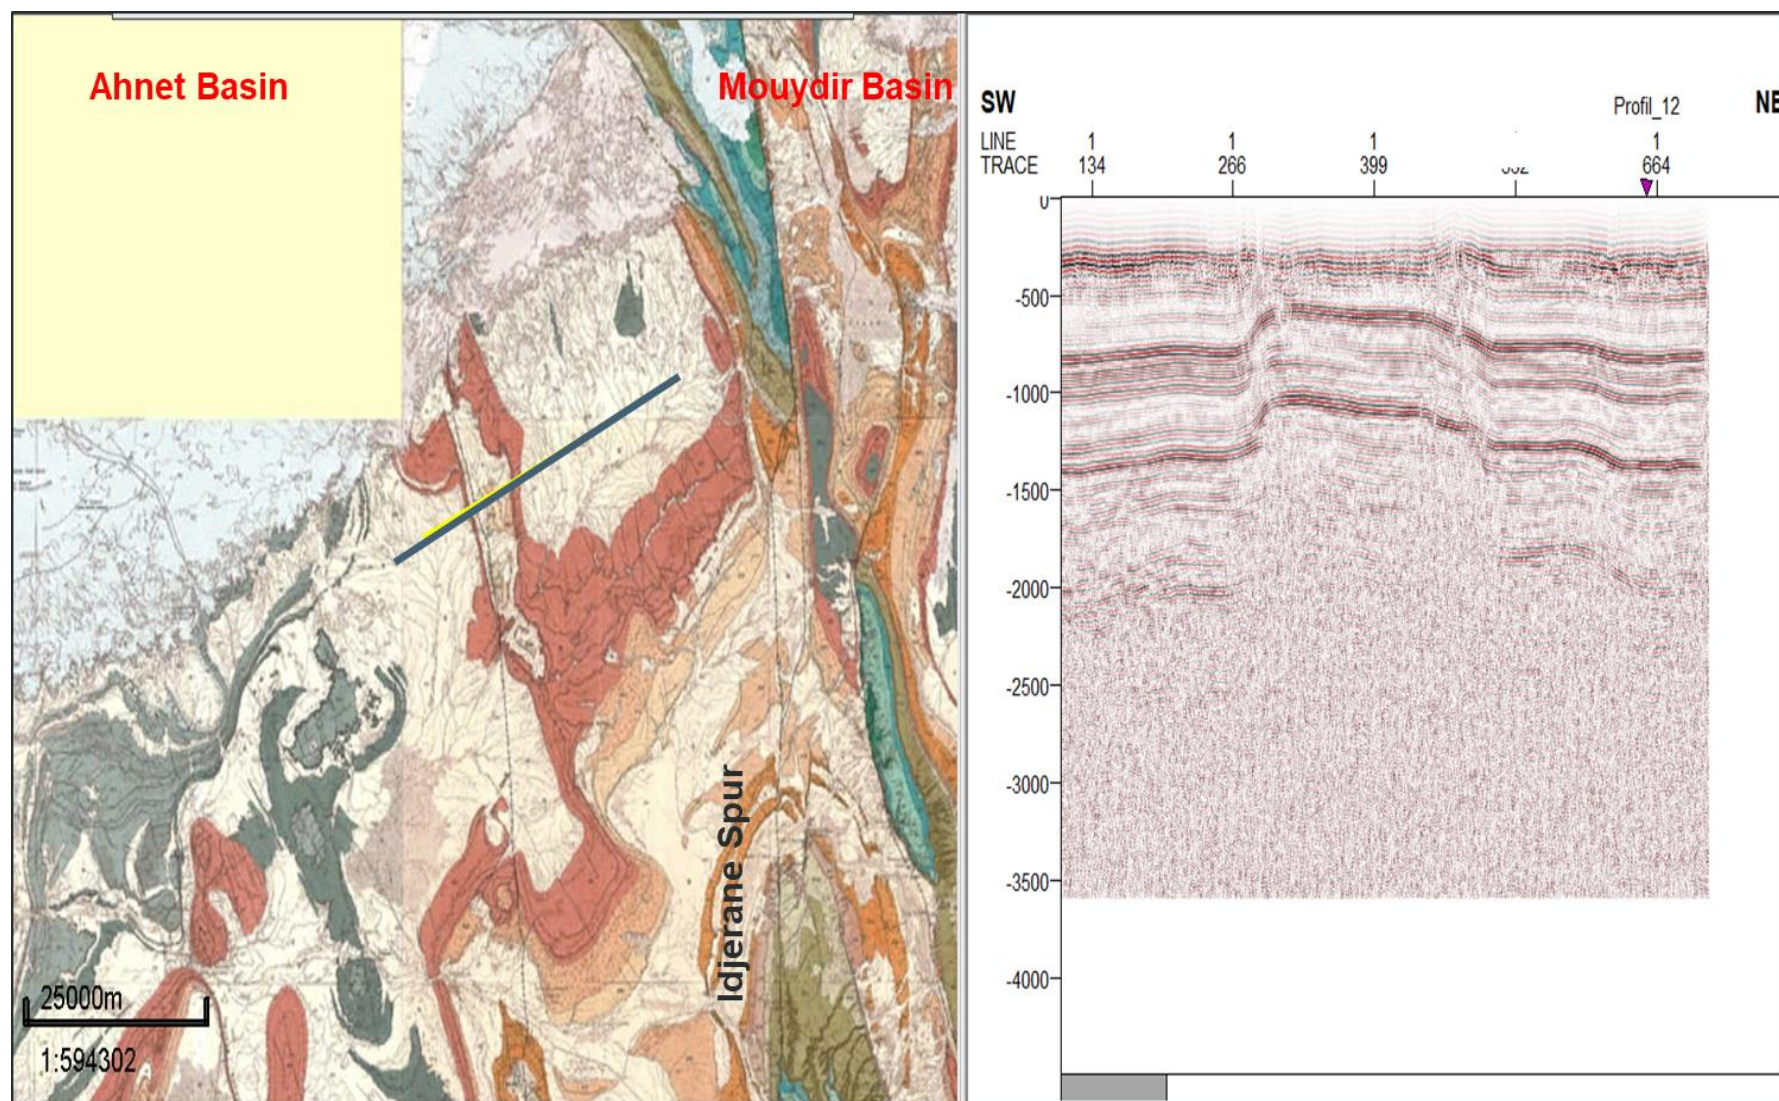 Ahnet Basin
Mouydir Basin
Idjerane Spur
25000m
1:594302
SW
Profil_12
NE
LINE 1 1 1 1
TRACE 134 266 399 664
0
-500
-1000
-1500
-2000
-2500
-3000
-3500
-4000